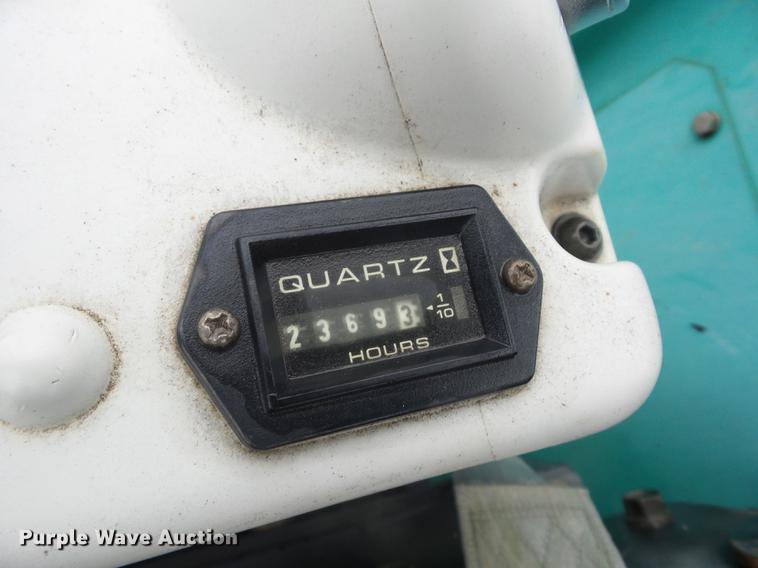 QUARTZ
23693 1/10
HOURS
Purple Wave Auction